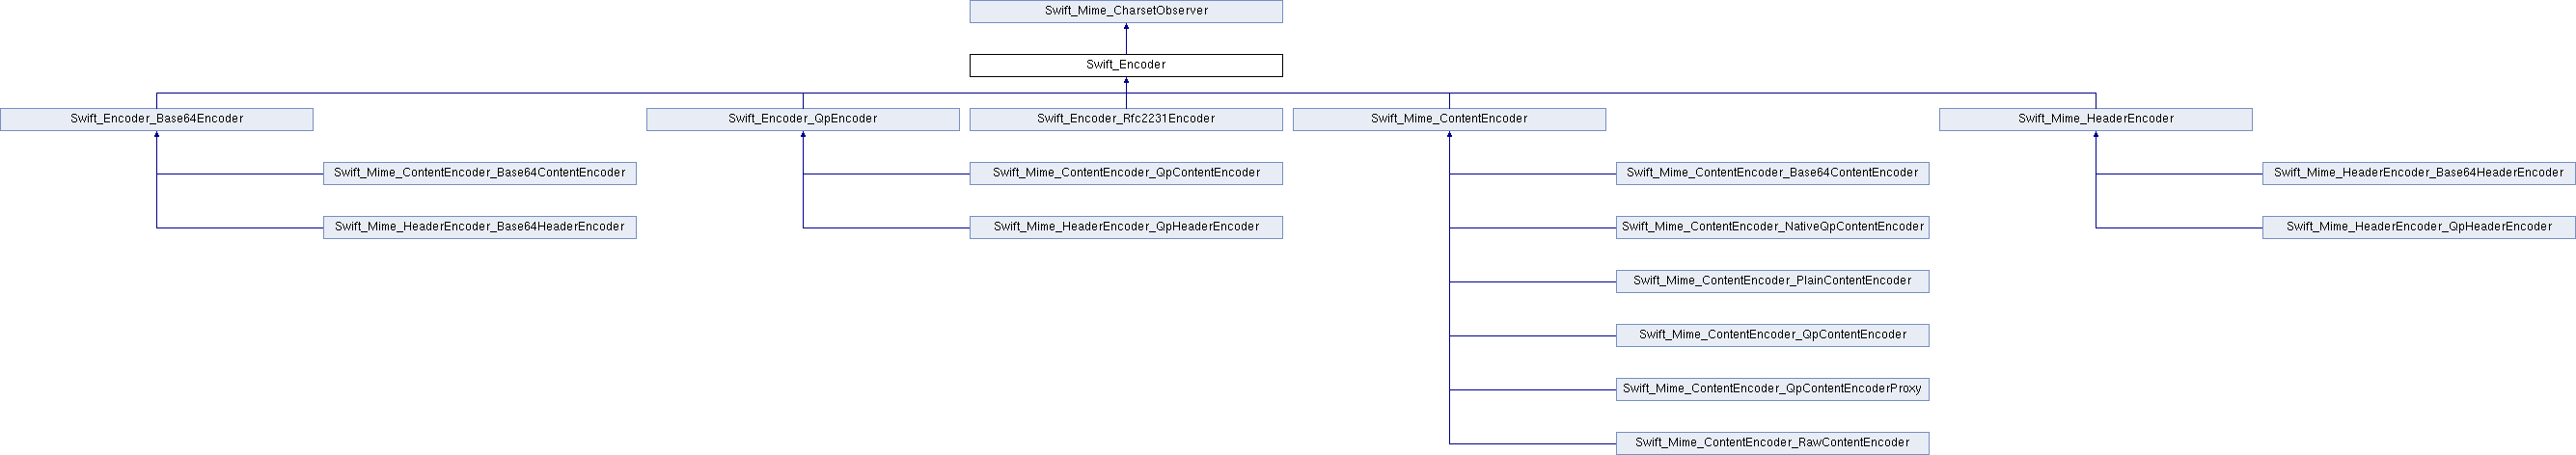 Swift_Mime_CharsetObserver
Swift_Encoder
Swift_Encoder_Base64Encoder
Swift_Encoder_QpEncoder
Swift_Encoder_Rfc2231Encoder
Swift_Mime_ContentEncoder
Swift_Mime_HeaderEncoder
Swift_Mime_ContentEncoder_Base64ContentEncoder
Swift_Mime_ContentEncoder_QpContentEncoder
Swift_Mime_ContentEncoder_Base64ContentEncoder
Swift_Mime_HeaderEncoder_Base64HeaderEncoder
Swift_Mime_HeaderEncoder_Base64HeaderEncoder
Swift_Mime_HeaderEncoder_QpHeaderEncoder
Swift_Mime_ContentEncoder_NativeQpContentEncoder
Swift_Mime_HeaderEncoder_QpHeaderEncoder
Swift_Mime_ContentEncoder_PlainContentEncoder
Swift_Mime_ContentEncoder_QpContentEncoder
Swift_Mime_ContentEncoder_QpContentEncoderProxy
Swift_Mime_ContentEncoder_RawContentEncoder